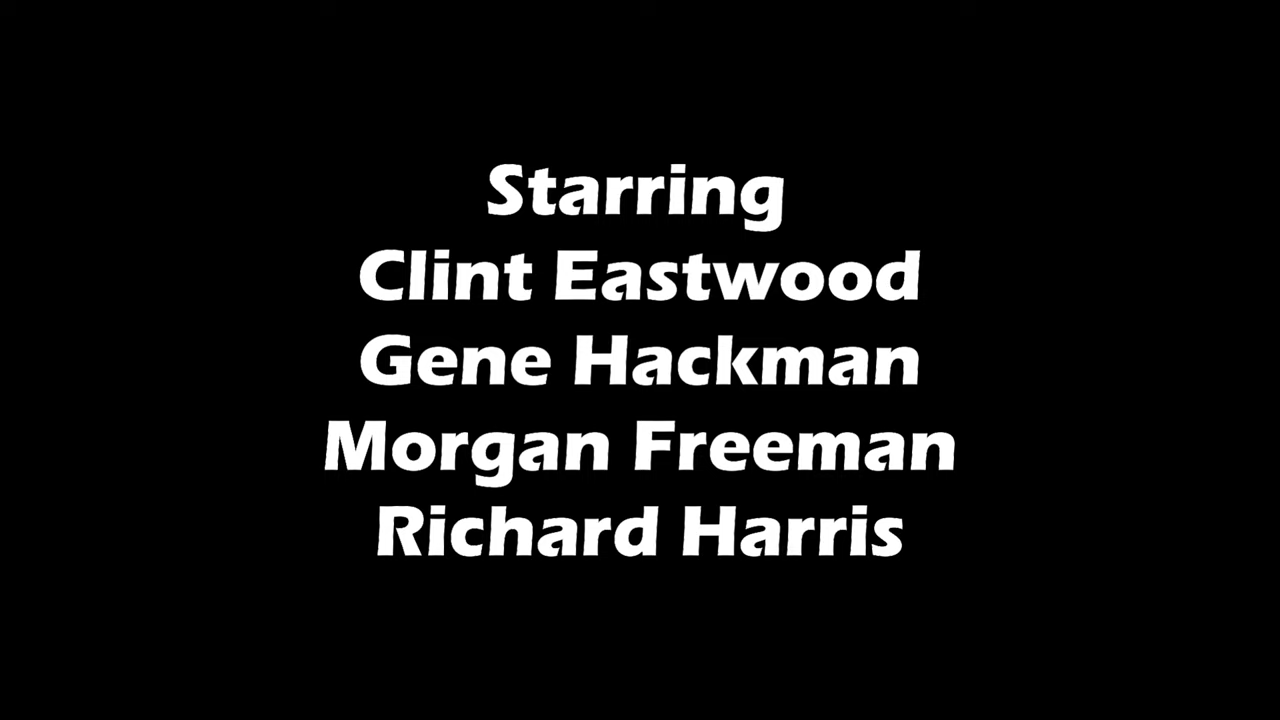 Starring
Clint Eastwood
Gene Hackman
Morgan Freeman
Richard Harris